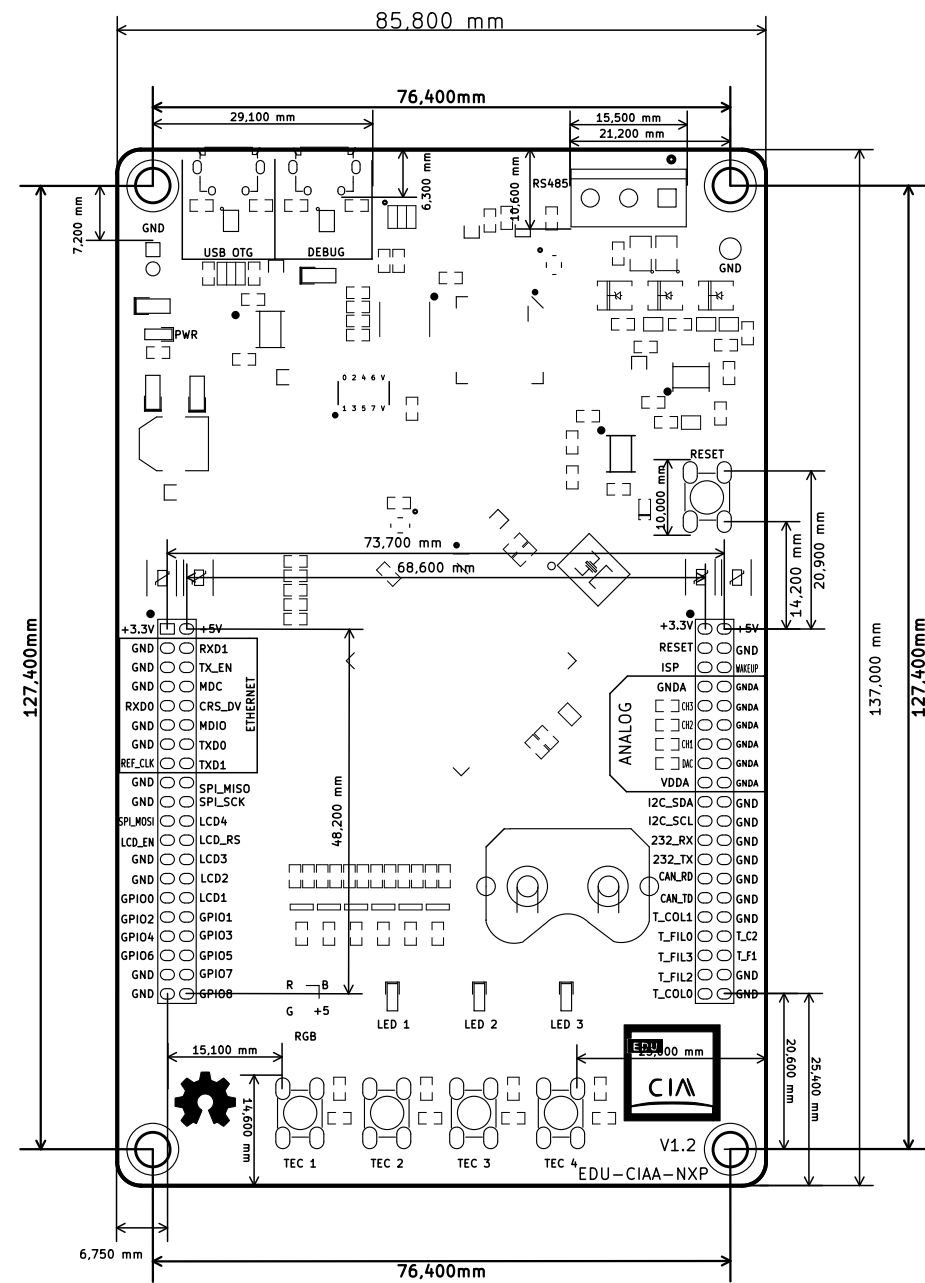 85,800 mm
76,400mm
29,100 mm
15,500 mm
21,200 mm
6,300 mm
10,600 mm
RS485
7,200 mm
GND
USB OTG
DEBUG
GND
PWR
0 2 4 6 V
1 3 5 7 V
RESET
10,000 mm
73,700 mm
68,600 mm
14,200 mm
20,900 mm
127,400mm
137,000 mm
127,400mm
+3.3V +5V
GND RXD1
GND TX_EN
GND MDC
RXD0 CRS_DV
GND MDIO
GND TXD0
REF_CLK TXD1
ETHERNET
GND SPI_MISO
GND SPI_SCK
SPI_MOSI LCD4
LCD_EN LCD_RS
GND LCD3
GND LCD2
GPIO0 LCD1
GPIO2 GPIO1
GPIO4 GPIO3
GPIO6 GPIO5
GND GPIO7
GND GPIO8
48,200 mm
+3.3V +5V
RESET GND
ISP WAKEUP
GNDA GNDA
CH3 GNDA
CH2 GNDA
CH1 GNDA
DAC GNDA
VDDA GNDA
ANALOG
I2C_SDA GND
I2C_SCL GND
232_RX GND
232_TX GND
CAN_RD GND
CAN_TD GND
T_COL1 GND
T_FIL0 T_C2
T_FIL3 T_F1
T_FIL2 GND
T_COL0 GND
R B
G +5
RGB
LED 1 LED 2 LED 3
15,100 mm
25,000 mm
14,600 mm
20,600 mm
25,400 mm
EDU
CIAA
TEC 1 TEC 2 TEC 3 TEC 4
V1.2
EDU-CIAA-NXP
6,750 mm
76,400mm